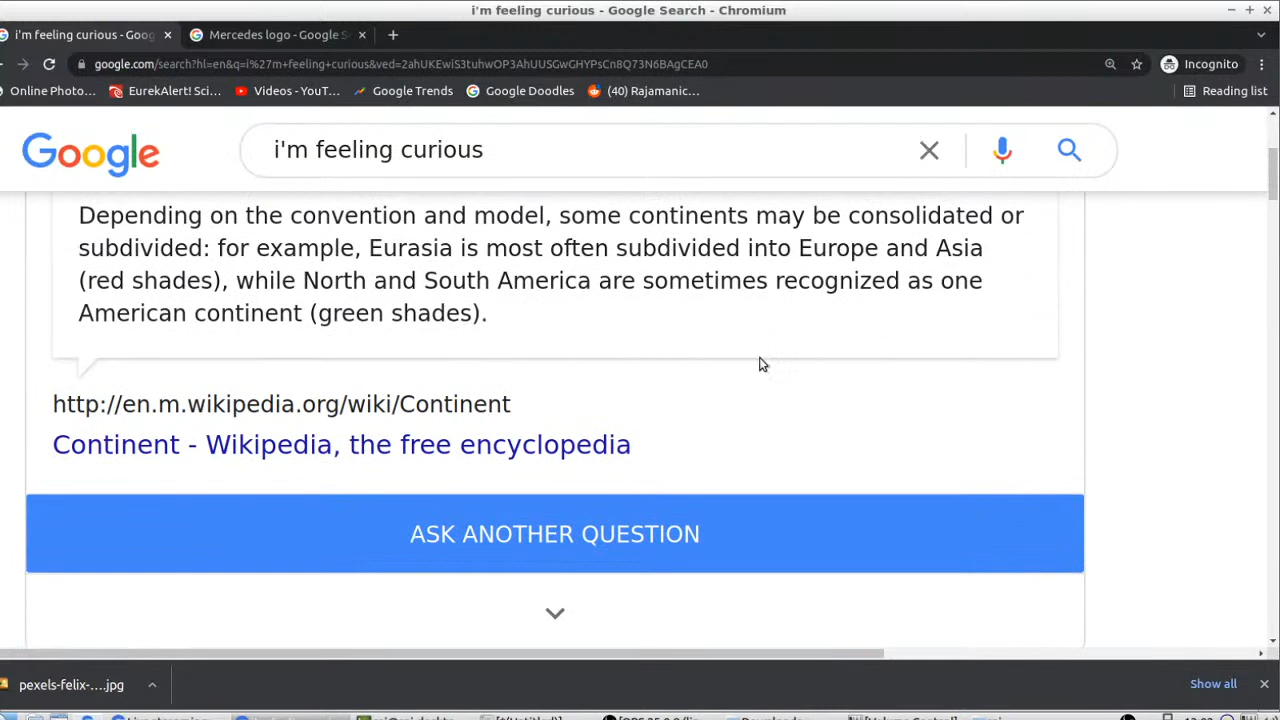 i'm feeling curious - Google Search - Chromium
i'm feeling curious - Goog
Mercedes logo - Google S
google.com/search?hl=en&q=i%27m+feeling+curious&ved=2ahUKEwiS3tuhwOP3AhUUSGwGHYPsCn8Q73N6BAgCEA0
Incognito
Online Photo…
EurekAlert! Sci…
Videos - YouT…
Google Trends
Google Doodles
(40) Rajamanic…
Reading list
Google
i'm feeling curious
Depending on the convention and model, some continents may be consolidated or
subdivided: for example, Eurasia is most often subdivided into Europe and Asia
(red shades), while North and South America are sometimes recognized as one
American continent (green shades).
http://en.m.wikipedia.org/wiki/Continent
Continent - Wikipedia, the free encyclopedia
ASK ANOTHER QUESTION
pexels-felix-….jpg
Show all